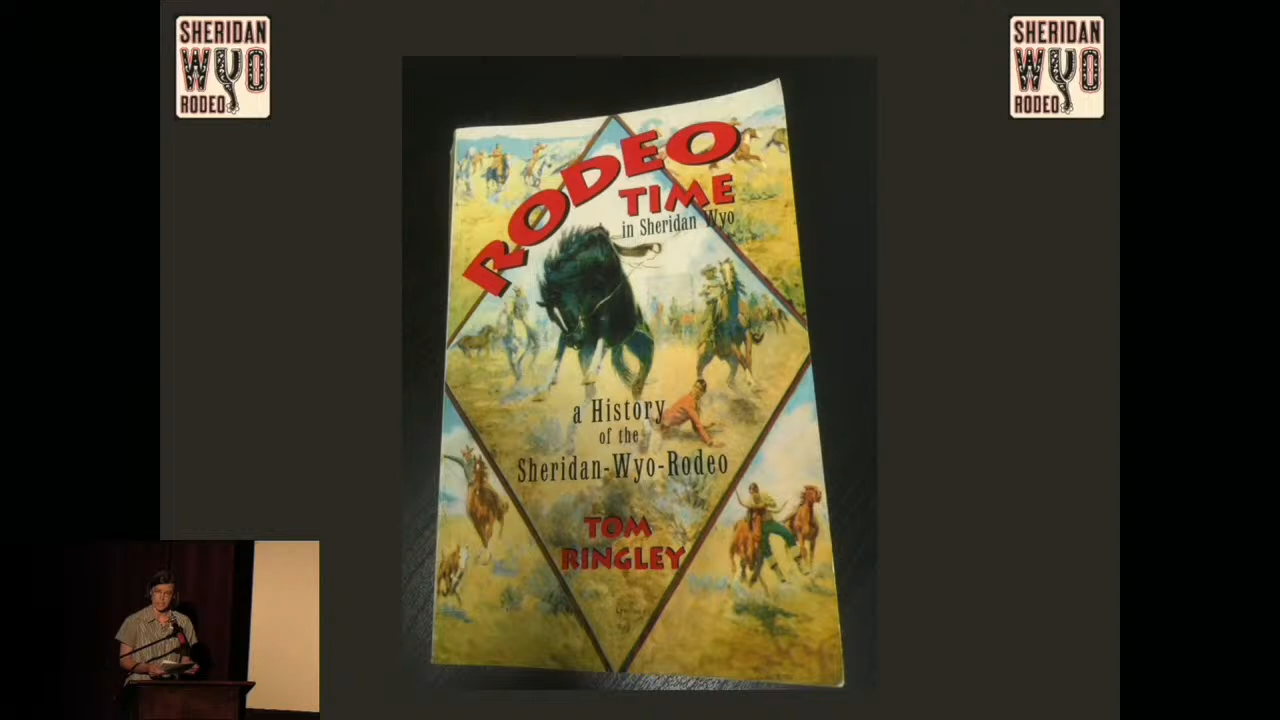 SHERIDAN
WYO
RODEO
SHERIDAN
WYO
RODEO
RODEO
TIME
in Sheridan Wyo
a History
of the
Sheridan-Wyo-Rodeo
TOM
RINGLEY